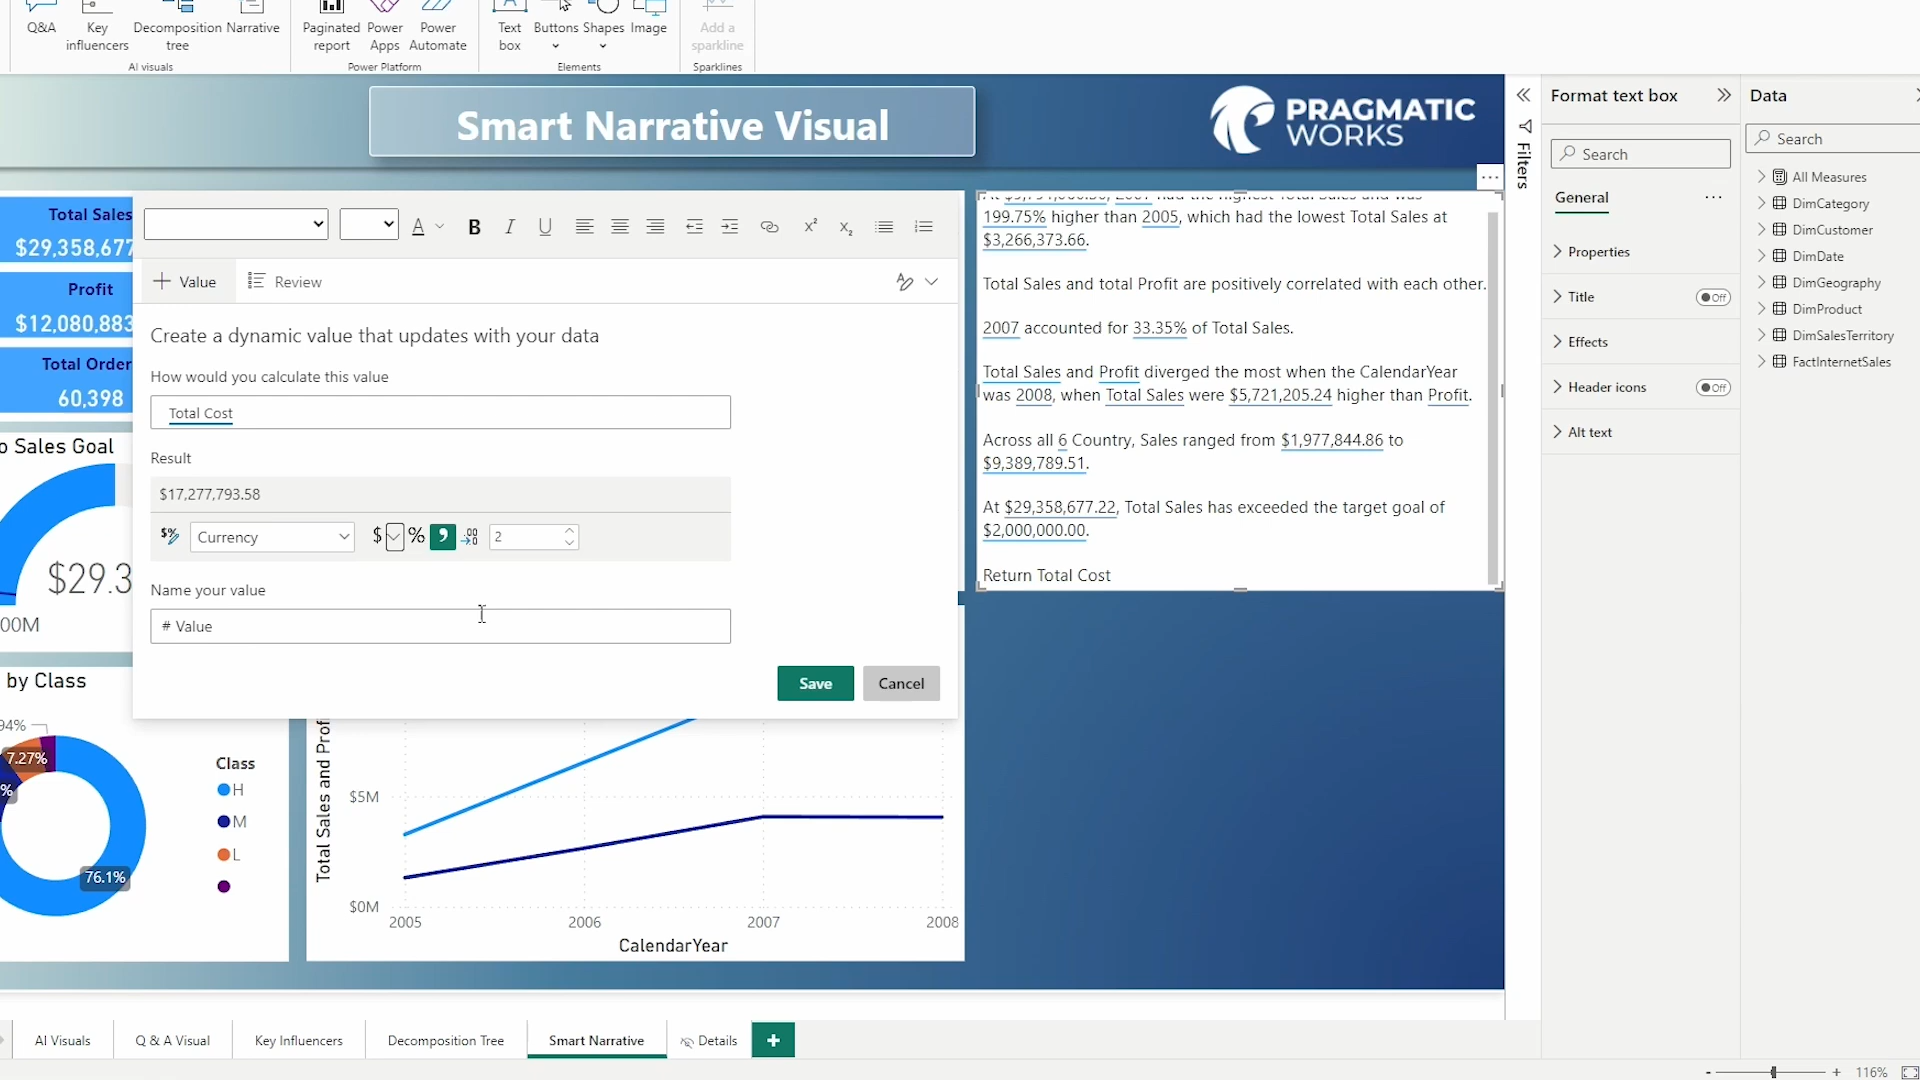 Q&A
Key influencers
Decomposition tree
Narrative
AI visuals
Paginated report
Power Apps
Power Automate
Power Platform
Text box
Buttons
Shapes
Image
Elements
Add a sparkline
Sparklines
Smart Narrative Visual
PRAGMATIC WORKS
Total Sales
$29,358,677
Profit
$12,080,883
Total Order
60,398
o Sales Goal
$29.3
00M
by Class
94%
7.27%
%
76.1%
Class
H
M
L
+ Value
Review
Create a dynamic value that updates with your data
How would you calculate this value
Total Cost
Result
$17,277,793.58
Currency
$
%
,
.00
2
Name your value
# Value
Save
Cancel
Total Sales and Prof
$5M
$0M
2005
2006
2007
2008
CalendarYear
199.75% higher than 2005, which had the lowest Total Sales at
$3,266,373.66.
Total Sales and total Profit are positively correlated with each other.
2007 accounted for 33.35% of Total Sales.
Total Sales and Profit diverged the most when the CalendarYear
was 2008, when Total Sales were $5,721,205.24 higher than Profit.
Across all 6 Country, Sales ranged from $1,977,844.86 to
$9,389,789.51.
At $29,358,677.22, Total Sales has exceeded the target goal of
$2,000,000.00.
Return Total Cost
Filters
Format text box
Search
General
Properties
Title
Off
Effects
Header icons
Off
Alt text
Data
Search
All Measures
DimCategory
DimCustomer
DimDate
DimGeography
DimProduct
DimSalesTerritory
FactInternetSales
AI Visuals
Q & A Visual
Key Influencers
Decomposition Tree
Smart Narrative
Details
+
- + 116%